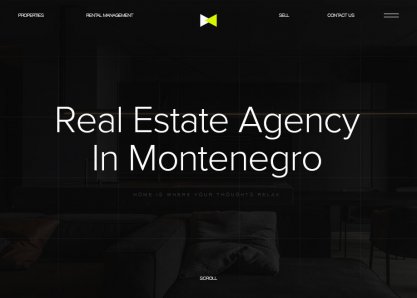 PROPERTIES
RENTAL MANAGEMENT
SELL
CONTACT US
Real Estate Agency
In Montenegro
HOME IS WHERE YOUR THOUGHTS RELAX
SCROLL